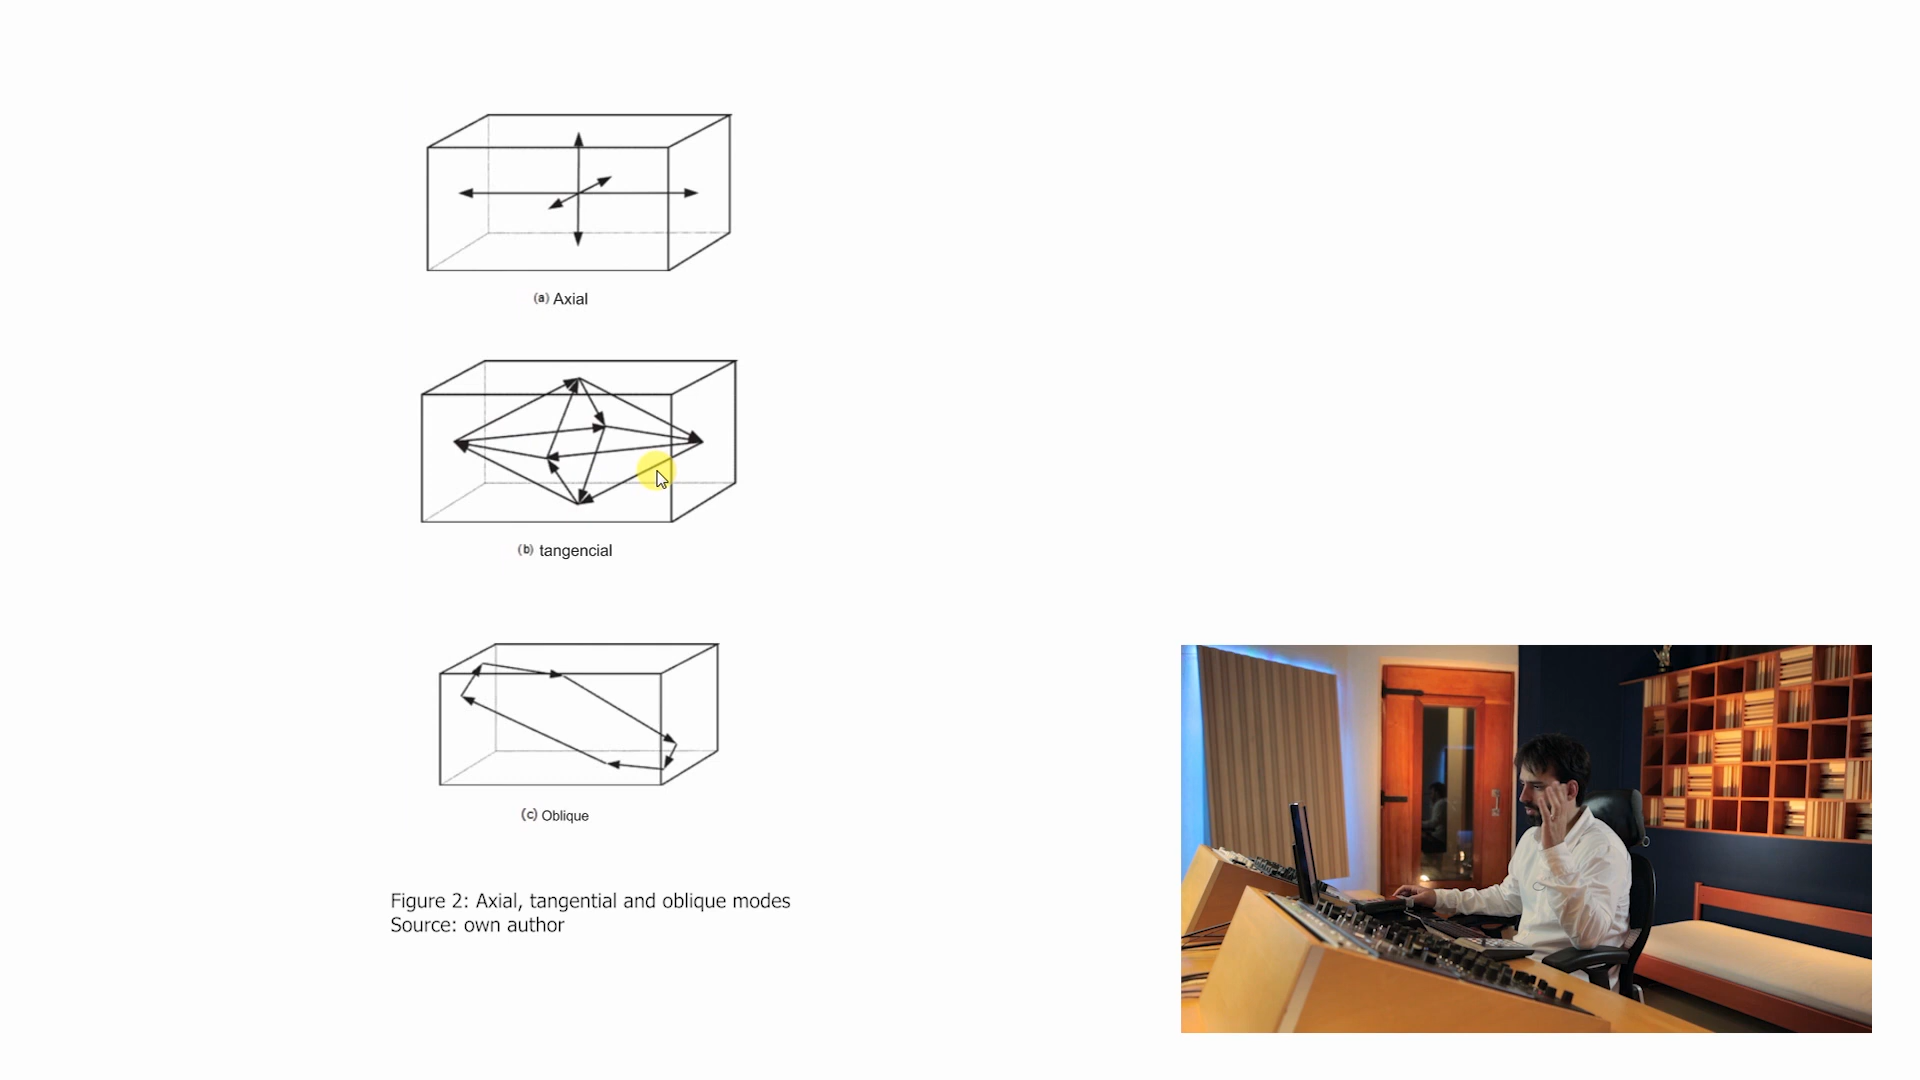 (a) Axial
(b) tangencial
(c) Oblique
Figure 2: Axial, tangential and oblique modes
Source: own author